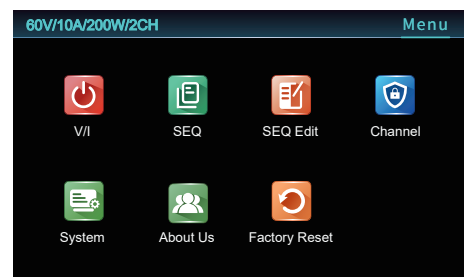 60V/10A/200W/2CH Menu
V/I SEQ SEQ Edit Channel
System About Us Factory Reset